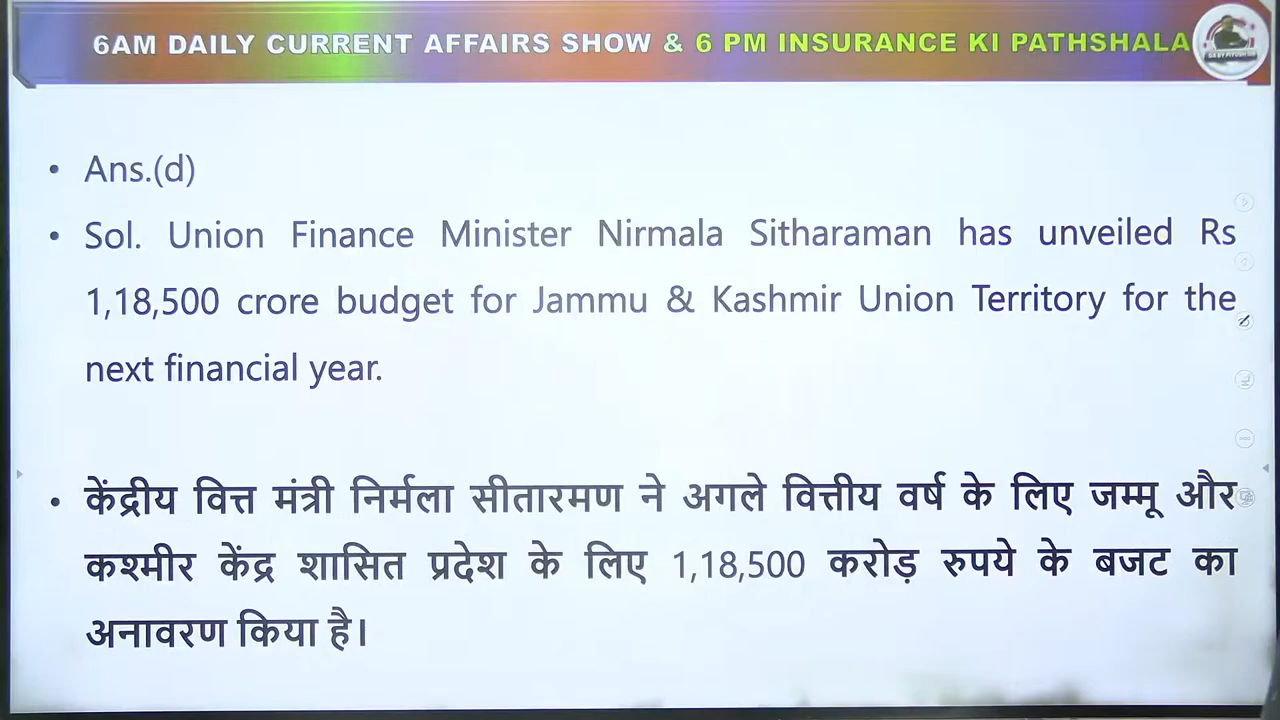 6AM DAILY CURRENT AFFAIRS SHOW & 6 PM INSURANCE KI PATHSHALA
• Ans.(d)
• Sol. Union Finance Minister Nirmala Sitharaman has unveiled Rs
1,18,500 crore budget for Jammu & Kashmir Union Territory for the
next financial year.
• केंद्रीय वित्त मंत्री निर्मला सीतारमण ने अगले वित्तीय वर्ष के लिए जम्मू और
कश्मीर केंद्र शासित प्रदेश के लिए 1,18,500 करोड़ रुपये के बजट का
अनावरण किया है।